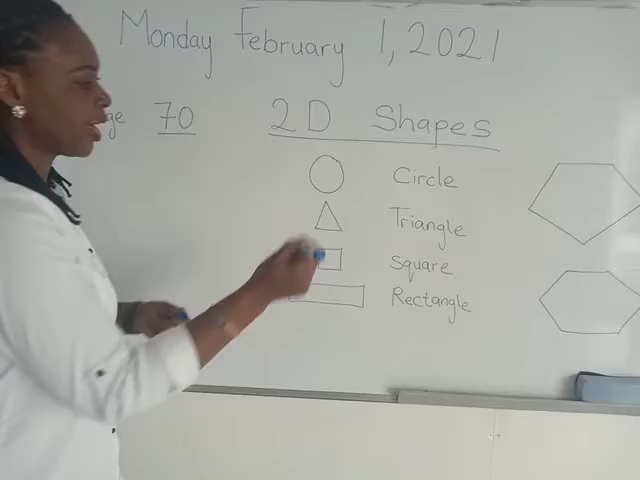 Monday February 1, 2021
70
2D Shapes
Circle
Triangle
Square
Rectangle